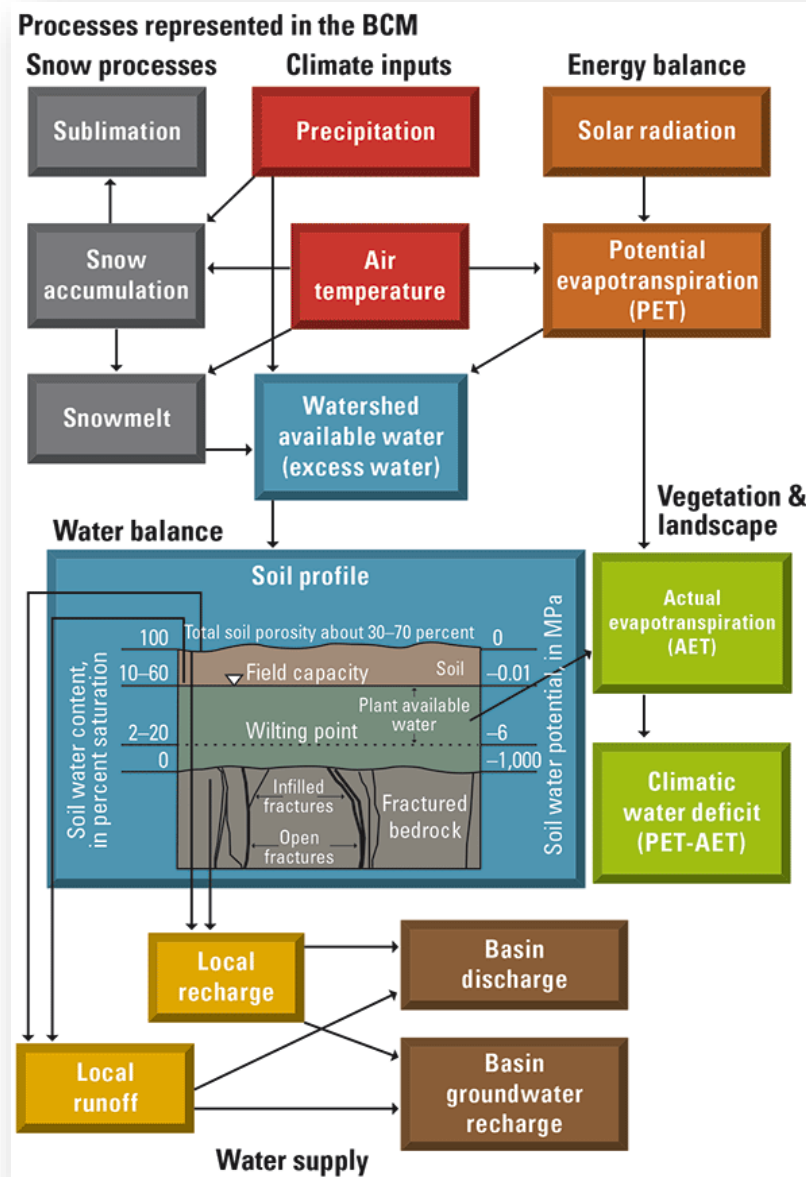 Processes represented in the BCM
Snow processes
Climate inputs
Energy balance
Sublimation
Precipitation
Solar radiation
Snow
accumulation
Air
temperature
Potential
evapotranspiration
(PET)
Snowmelt
Watershed
available water
(excess water)
Vegetation &
landscape
Water balance
Soil profile
Actual
evapotranspiration
(AET)
Soil water content,
in percent saturation
100
10–60
2–20
0
Total soil porosity about 30–70 percent
Field capacity
Soil
Plant available
water
Wilting point
0
–0.01
–6
–1,000
Soil water potential, in MPa
Infilled
fractures
Open
fractures
Fractured
bedrock
Climatic
water deficit
(PET-AET)
Local
recharge
Basin
discharge
Local
runoff
Basin
groundwater
recharge
Water supply